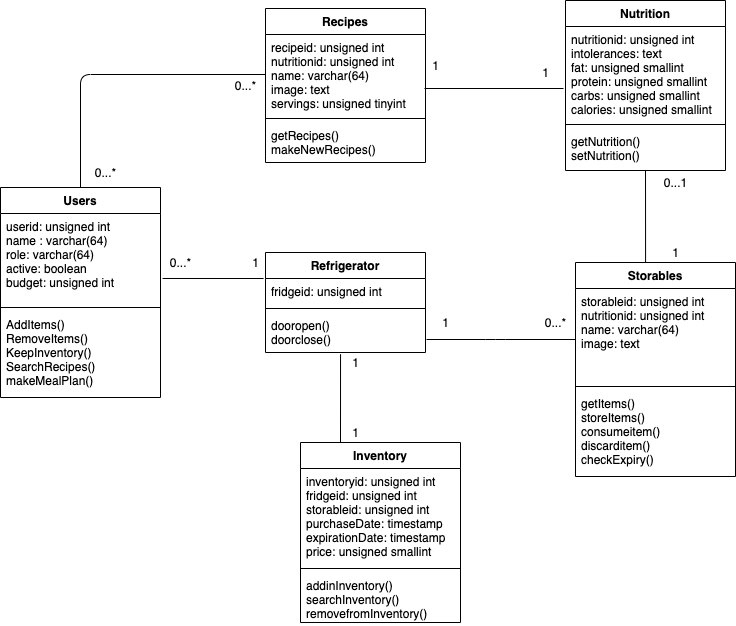 Recipes
recipeid: unsigned int
nutritionid: unsigned int
name: varchar(64)
image: text
servings: unsigned tinyint
getRecipes()
makeNewRecipes()
Nutrition
nutritionid: unsigned int
intolerances: text
fat: unsigned smallint
protein: unsigned smallint
carbs: unsigned smallint
calories: unsigned smallint
getNutrition()
setNutrition()
1
1
0...*
0...*
0...1
1
Users
userid: unsigned int
name : varchar(64)
role: varchar(64)
active: boolean
budget: unsigned int
AddItems()
RemoveItems()
KeepInventory()
SearchRecipes()
makeMealPlan()
0...*
1
Refrigerator
fridgeid: unsigned int
dooropen()
doorclose()
1
0...*
Storables
storableid: unsigned int
nutritionid: unsigned int
name: varchar(64)
image: text
getItems()
storeItems()
consumeitem()
discarditem()
checkExpiry()
1
1
Inventory
inventoryid: unsigned int
fridgeid: unsigned int
storableid: unsigned int
purchaseDate: timestamp
expirationDate: timestamp
price: unsigned smallint
addinInventory()
searchInventory()
removefromInventory()